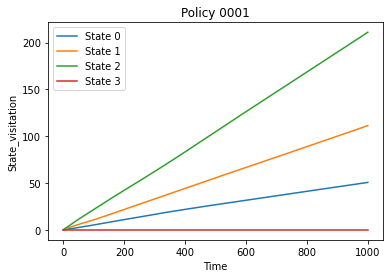 Policy 0001
State 0
State 1
State 2
State 3
200
150
100
50
0
State_visitation
0 200 400 600 800 1000
Time